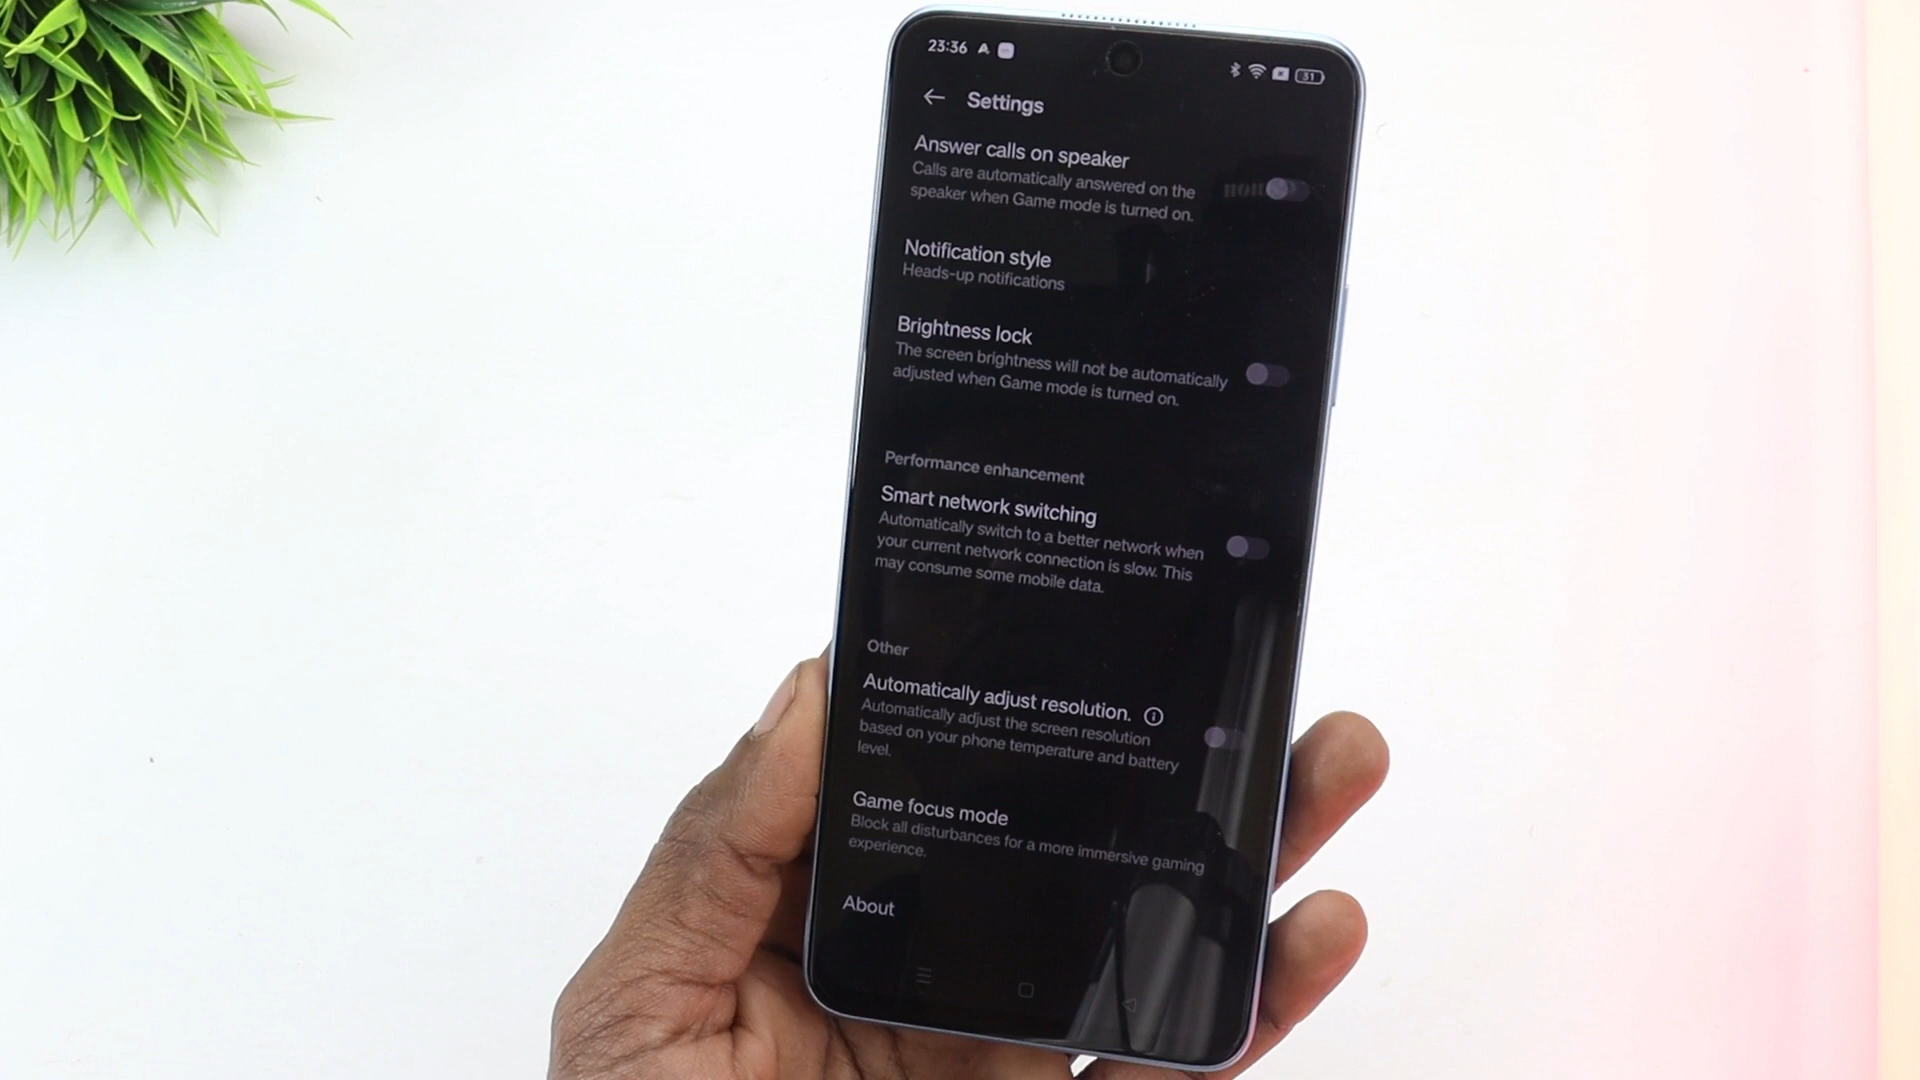 23:36
31
Settings
Answer calls on speaker
Calls are automatically answered on the
speaker when Game mode is turned on.
Notification style
Heads-up notifications
Brightness lock
The screen brightness will not be automatically
adjusted when Game mode is turned on.
Performance enhancement
Smart network switching
Automatically switch to a better network when
your current network connection is slow. This
may consume some mobile data.
Other
Automatically adjust resolution.
Automatically adjust the screen resolution
based on your phone temperature and battery
level.
Game focus mode
Block all disturbances for a more immersive gaming
experience.
About